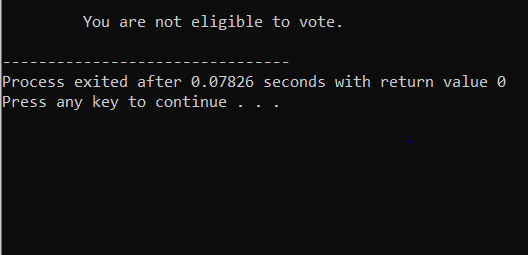 You are not eligible to vote.
--------------------------------
Process exited after 0.07826 seconds with return value 0
Press any key to continue . . .